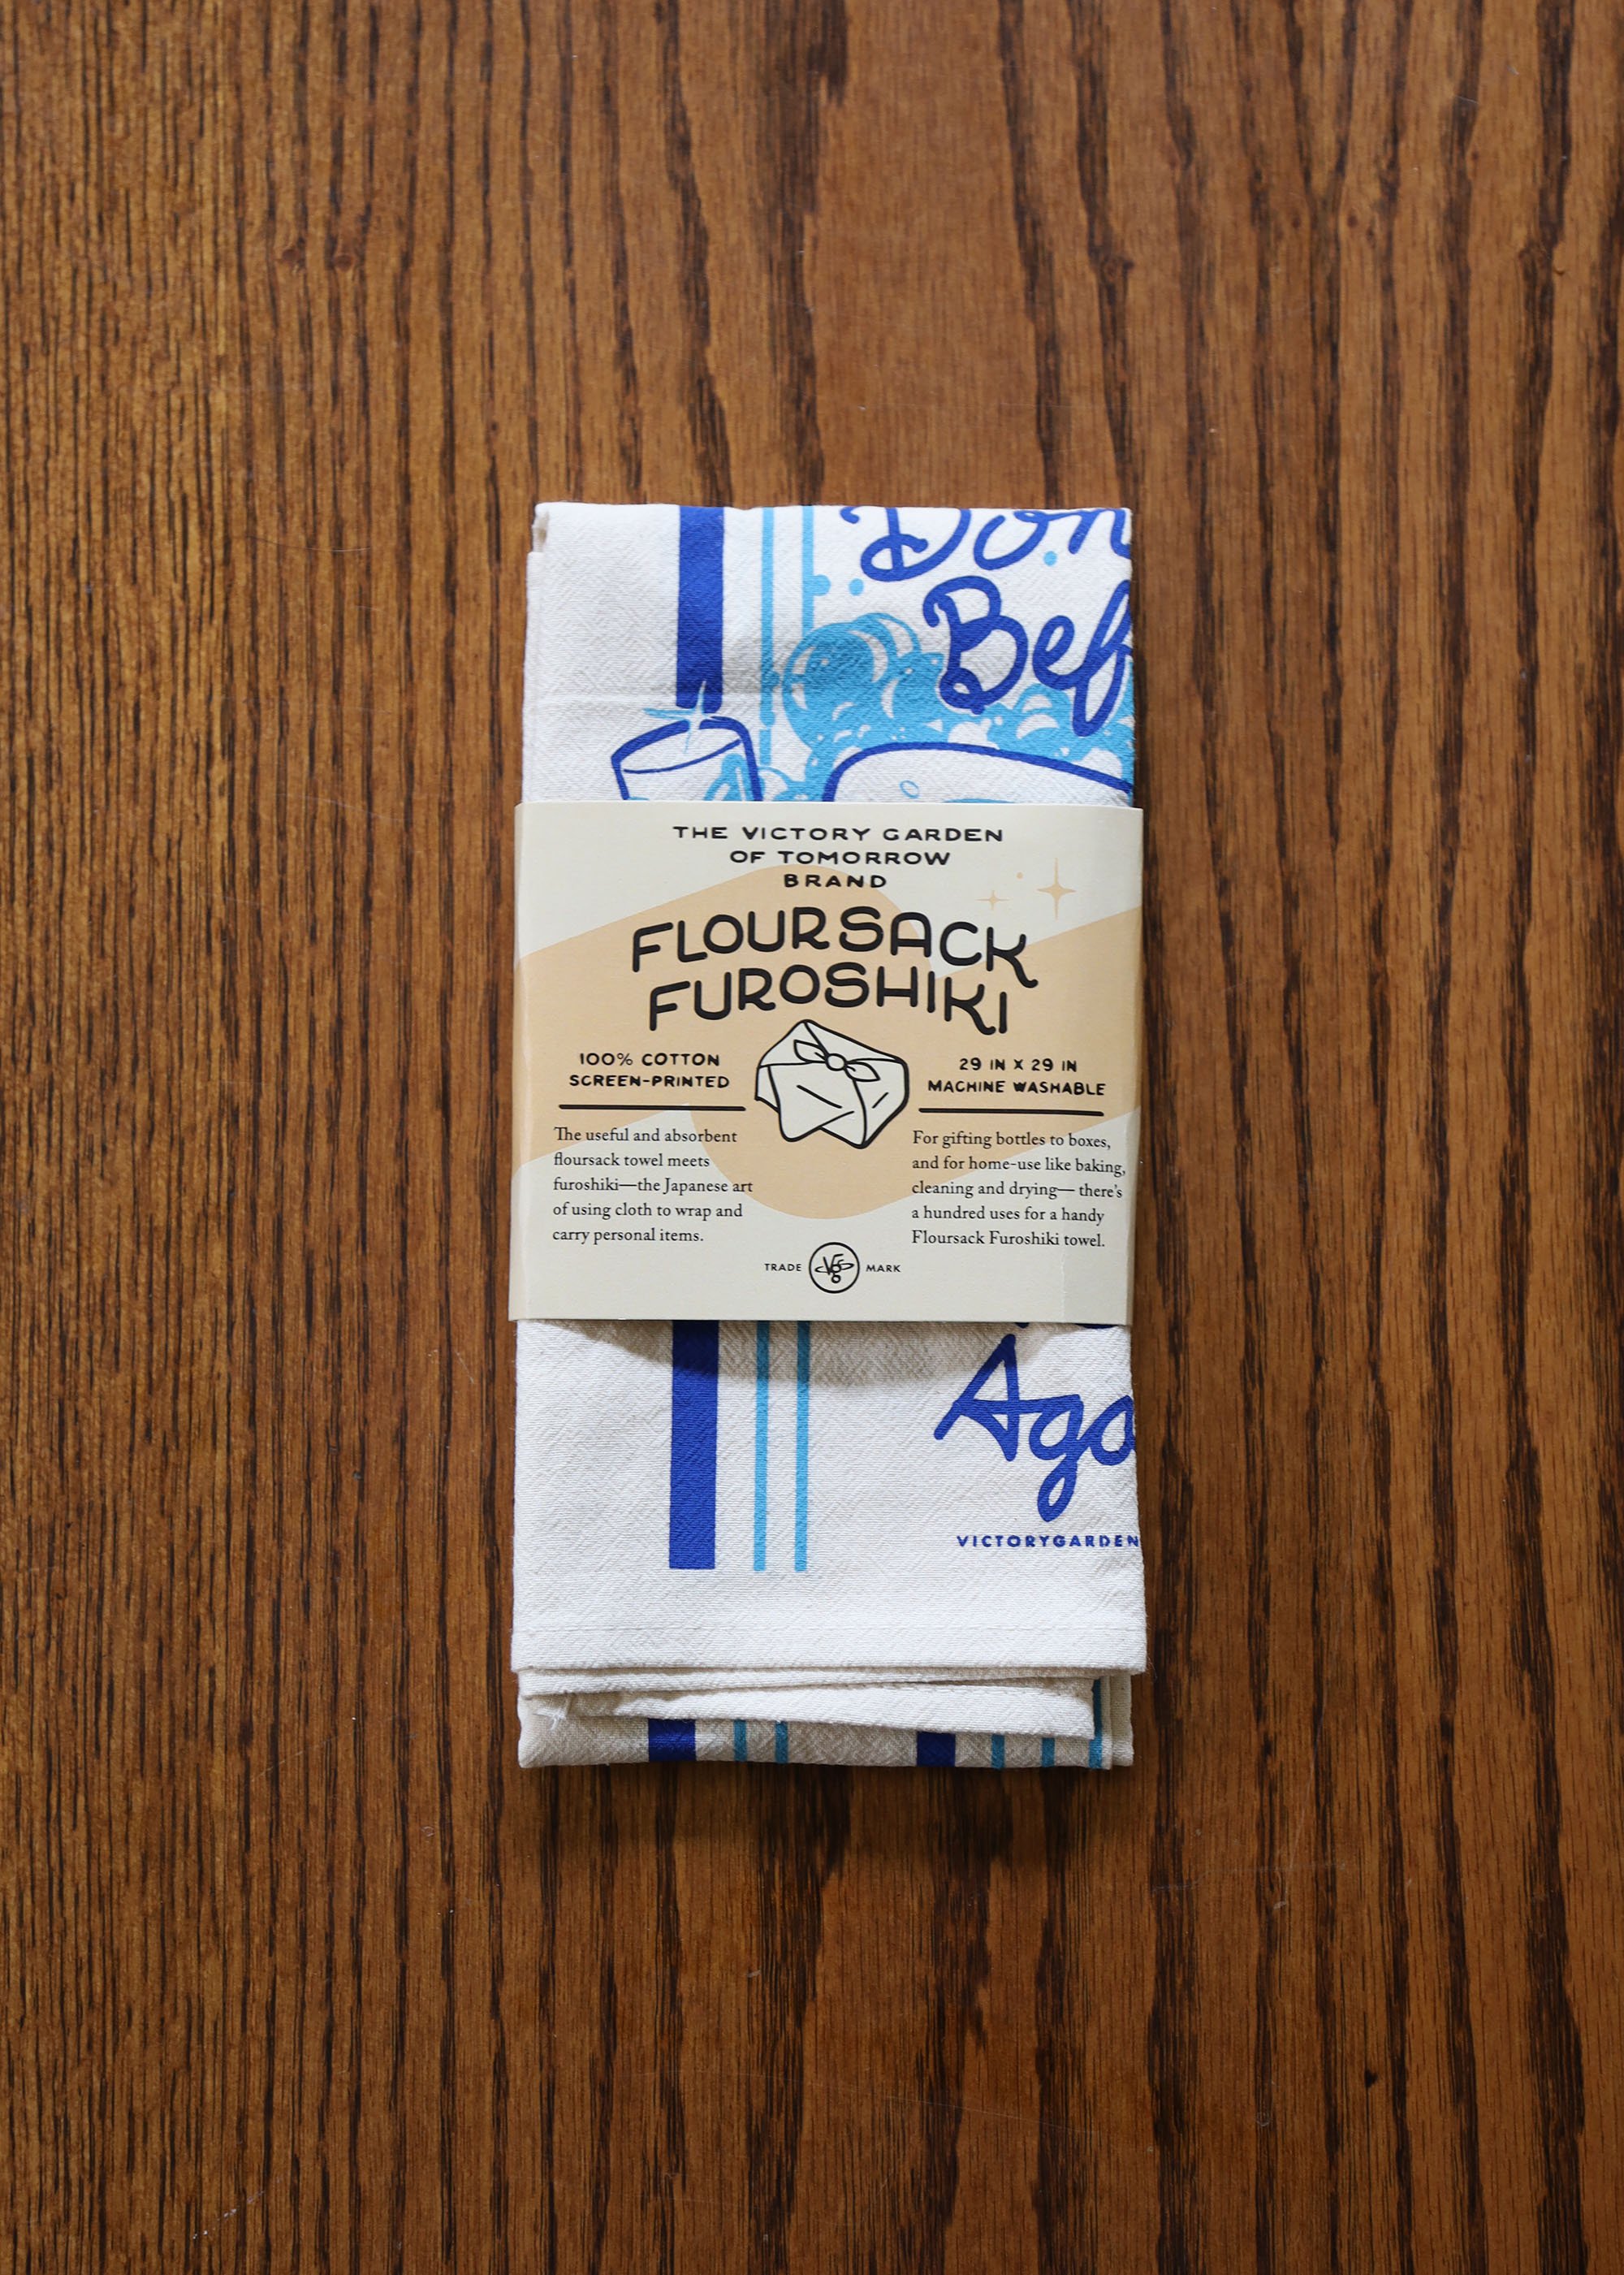 THE VICTORY GARDEN
OF TOMORROW
BRAND
FLOURSACK
FUROSHIKI
100% COTTON
SCREEN-PRINTED
The useful and absorbent
floursack towel meets
furoshiki—the Japanese art
of using cloth to wrap and
carry personal items.
29 IN X 29 IN
MACHINE WASHABLE
For gifting bottles to boxes,
and for home-use like baking,
cleaning and drying— there's
a hundred uses for a handy
Floursack Furoshiki towel.
TRADE VG MARK
VICTORYGARDEN